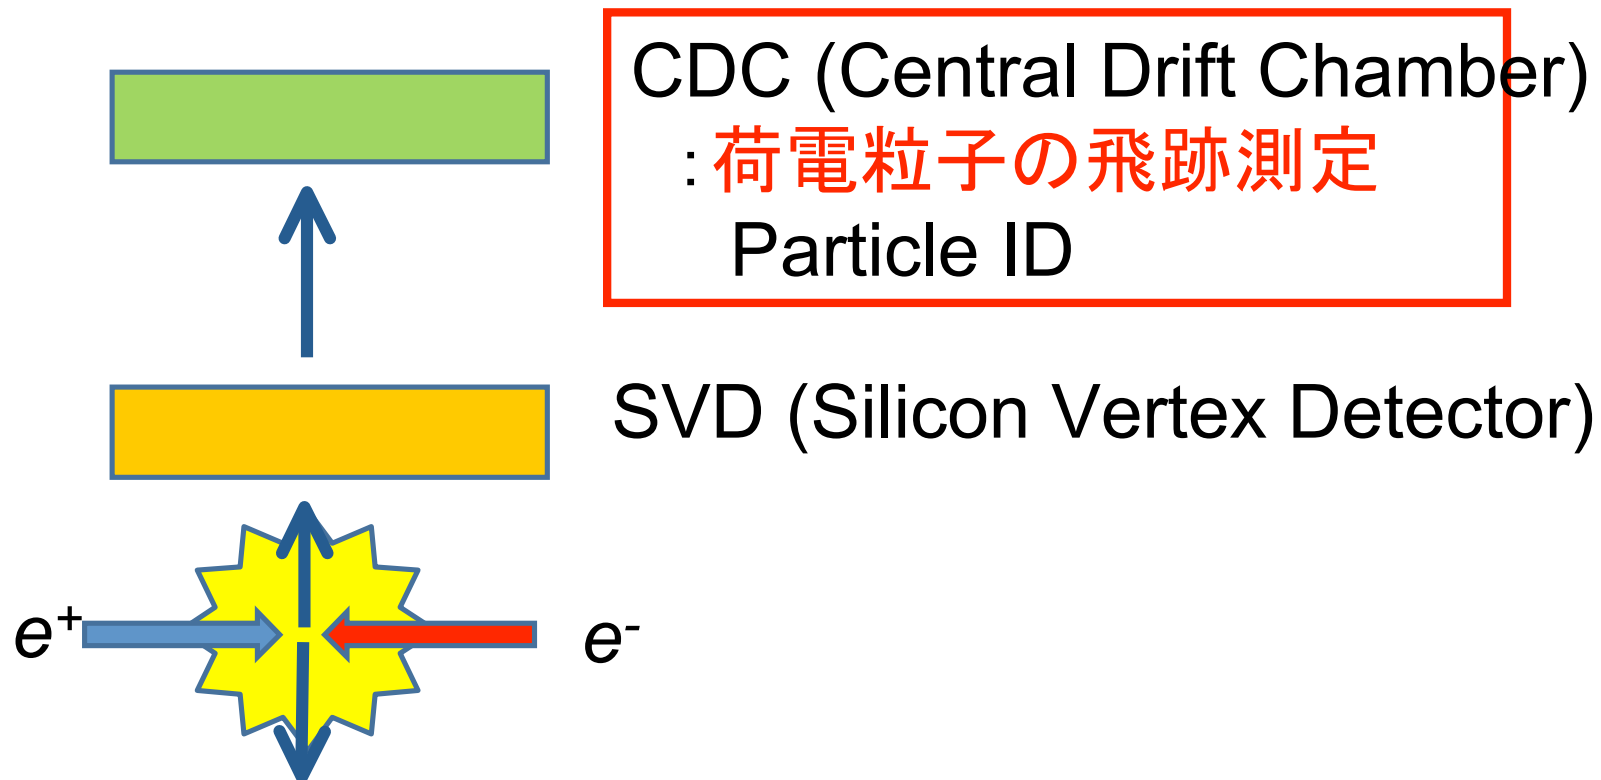 CDC (Central Drift Chamber)
:荷電粒子の飛跡測定
Particle ID
SVD (Silicon Vertex Detector)
e⁺
e⁻